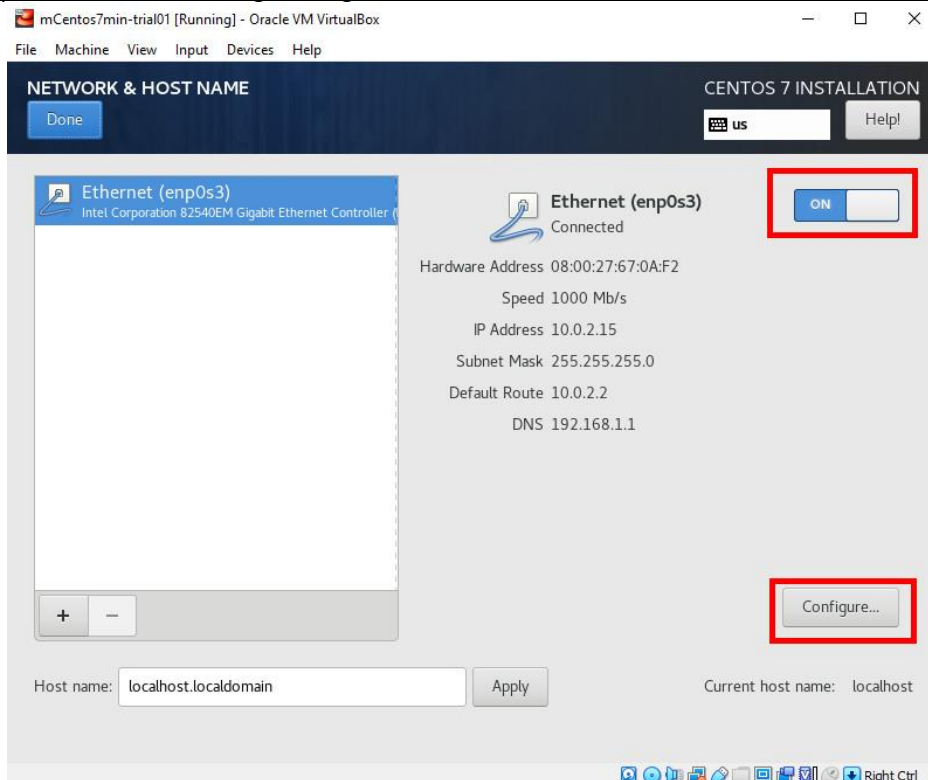 mCentos7min-trial01 [Running] - Oracle VM VirtualBox
File Machine View Input Devices Help
NETWORK & HOST NAME
CENTOS 7 INSTALLATION
Done
us
Help!
Ethernet (enp0s3)
Intel Corporation 82540EM Gigabit Ethernet Controller (
Ethernet (enp0s3)
Connected
ON
Hardware Address 08:00:27:67:0A:F2
Speed 1000 Mb/s
IP Address 10.0.2.15
Subnet Mask 255.255.255.0
Default Route 10.0.2.2
DNS 192.168.1.1
+ −
Configure...
Host name: localhost.localdomain
Apply
Current host name: localhost
Right Ctrl